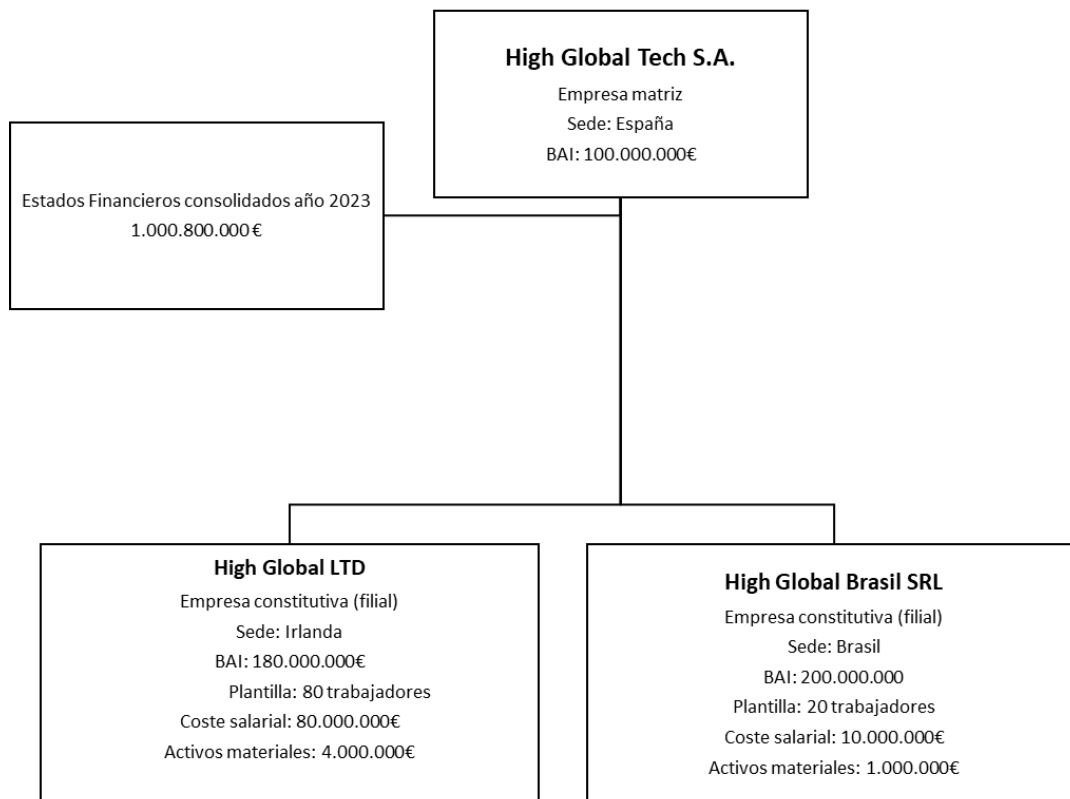 High Global Tech S.A.
Empresa matriz
Sede: España
BAI: 100.000.000€
Estados Financieros consolidados año 2023
1.000.800.000 €
High Global LTD
Empresa constitutiva (filial)
Sede: Irlanda
BAI: 180.000.000€
Plantilla: 80 trabajadores
Coste salarial: 80.000.000€
Activos materiales: 4.000.000€
High Global Brasil SRL
Empresa constitutiva (filial)
Sede: Brasil
BAI: 200.000.000
Plantilla: 20 trabajadores
Coste salarial: 10.000.000€
Activos materiales: 1.000.000€